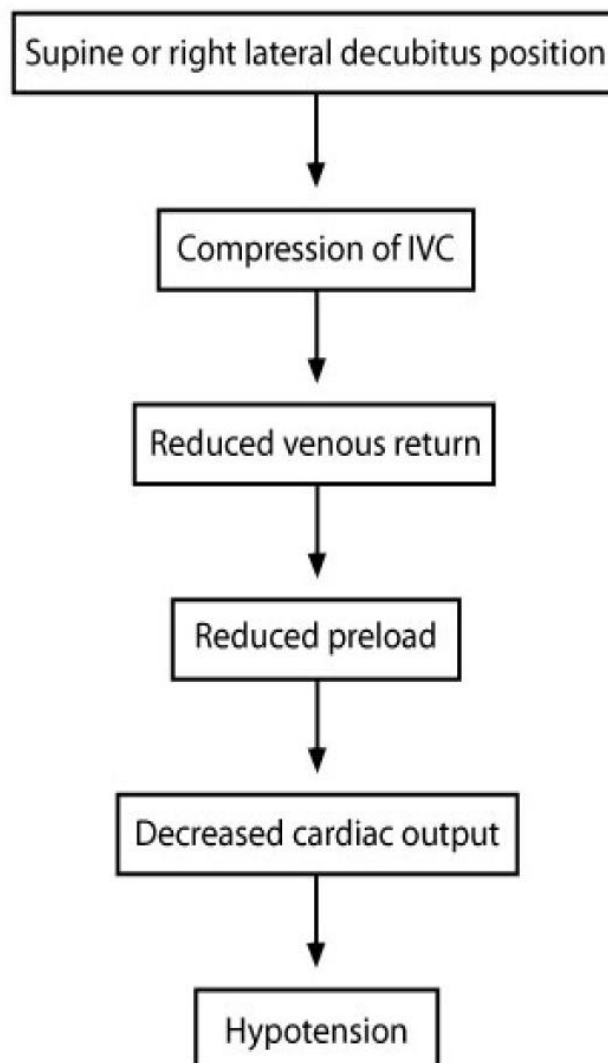 Supine or right lateral decubitus position
Compression of IVC
Reduced venous return
Reduced preload
Decreased cardiac output
Hypotension